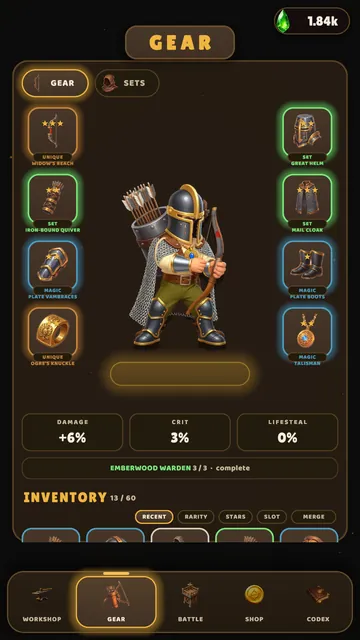 1.84k
GEAR
GEAR
SETS
UNIQUE
WIDOW'S REACH
SET
GREAT HELM
SET
IRON-BOUND QUIVER
SET
MAIL CLOAK
MAGIC
PLATE VAMBRACES
MAGIC
PLATE BOOTS
UNIQUE
OGRE'S KNUCKLE
MAGIC
TALISMAN
DAMAGE
+6%
CRIT
3%
LIFESTEAL
0%
EMBERWOOD WARDEN 3 / 3 · complete
INVENTORY 13 / 60
RECENT
RARITY
STARS
SLOT
MERGE
WORKSHOP
GEAR
BATTLE
SHOP
CODEX